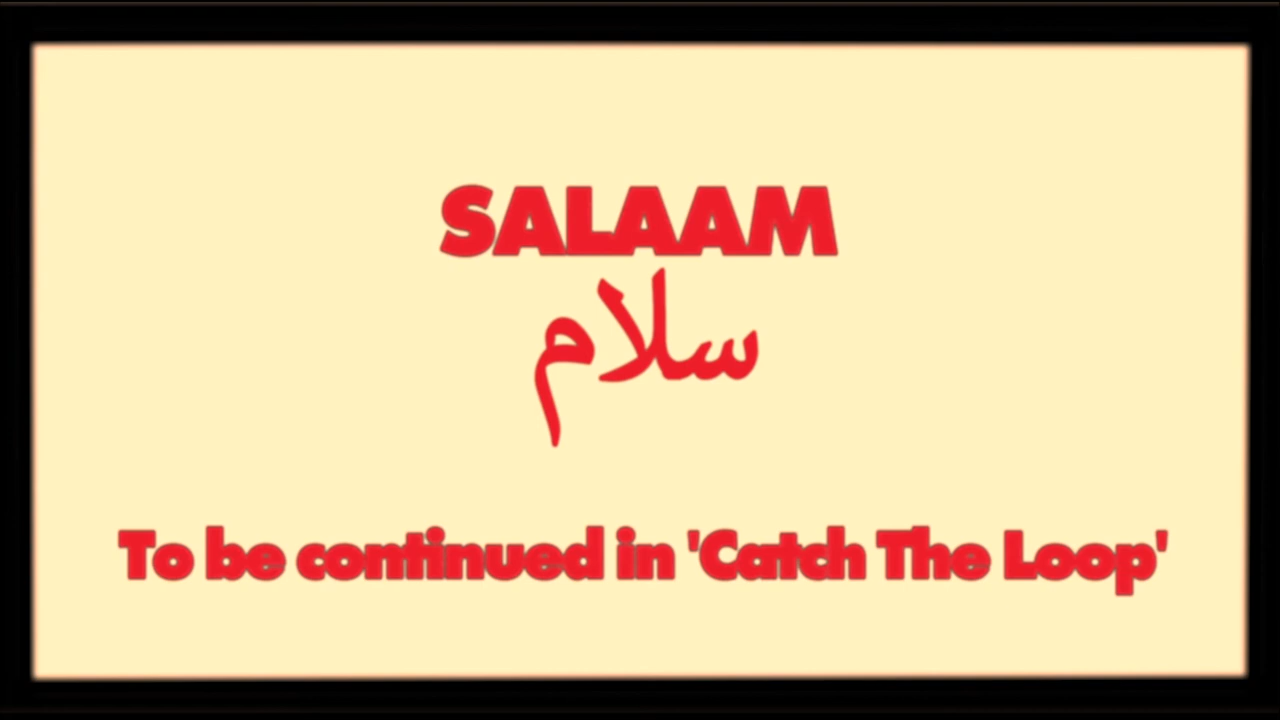 SALAAM
سلام
To be continued in 'Catch The Loop'